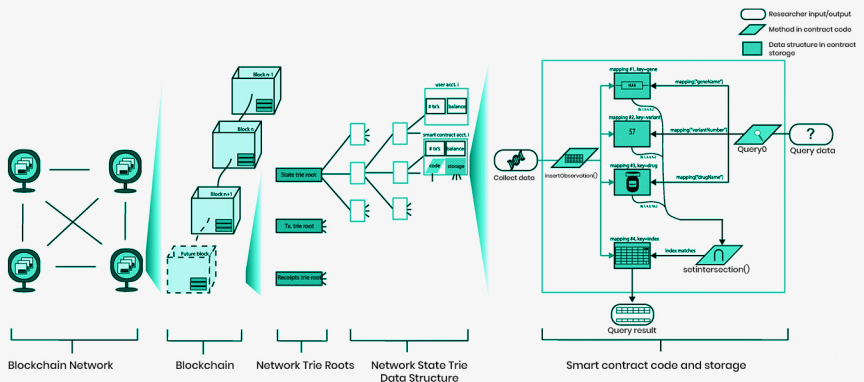 Researcher input/output
Method in contract code
Data structure in contract
storage
Block n-1
Block n
Block n+1
Future block
State trie root
Tx. trie root
Receipts trie root
user acct. i
# tx's
balance
smart contract acct. i
# tx's
balance
code
storage
Collect data
insertObservation()
mapping #1, key=gene
mapping #2, key=variant
57
mapping #3, key=drug
mapping #4, key=index
mapping["geneName"]
mapping["variantNumber"]
mapping["drugName"]
Query()
?
Query data
index matches
∩
setintersection()
Query result
Blockchain Network
Blockchain
Network Trie Roots
Network State Trie
Data Structure
Smart contract code and storage